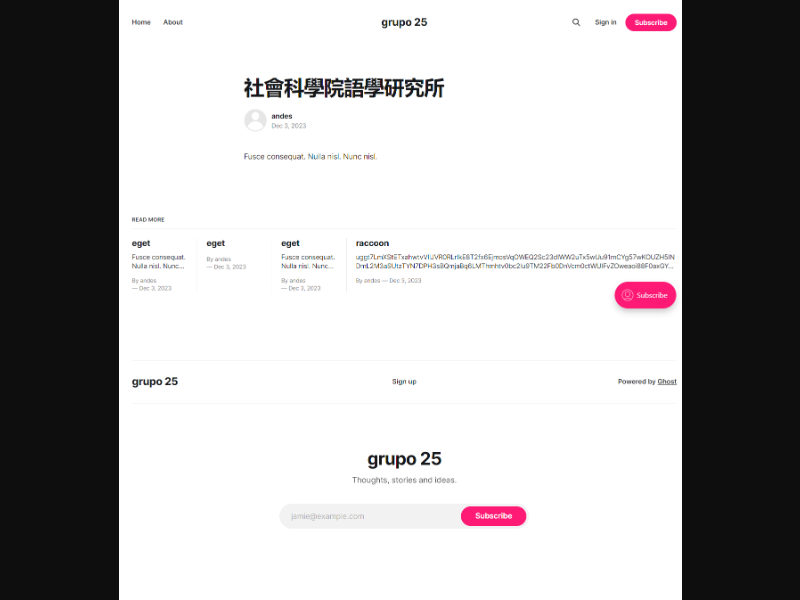 Home About grupo 25 Sign in Subscribe
社會科學院語學研究所
andes
Dec 3, 2023
Fusce consequat. Nulla nisl. Nunc nisl.
READ MORE
eget
Fusce consequat.
Nulla nisl. Nunc…
By andes
— Dec 3, 2023
eget
By andes
— Dec 3, 2023
eget
Fusce consequat.
Nulla nisl. Nunc…
By andes
— Dec 3, 2023
raccoon
By andes — Dec 3, 2023
Subscribe
grupo 25 Sign up Powered by Ghost
grupo 25
Thoughts, stories and ideas.
jamie@example.com Subscribe